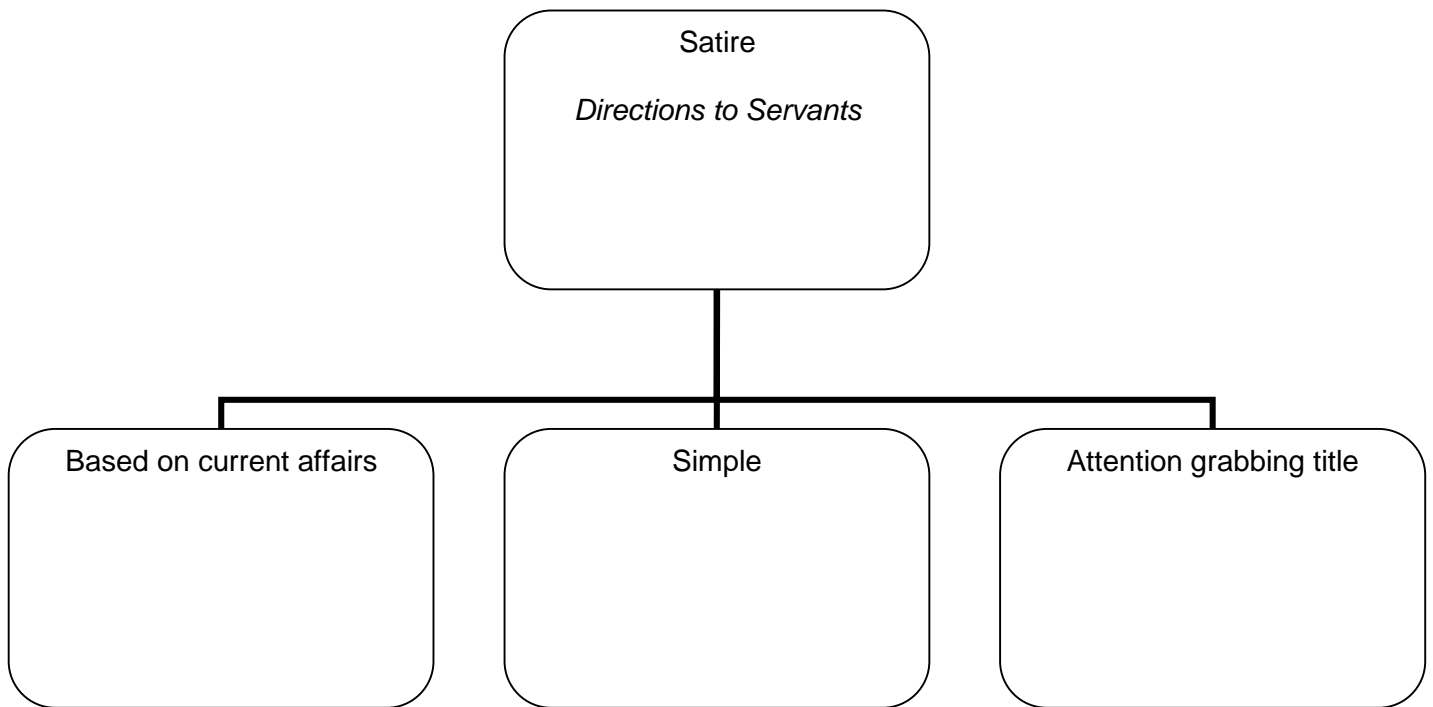 Satire
Directions to Servants
Based on current affairs
Simple
Attention grabbing title